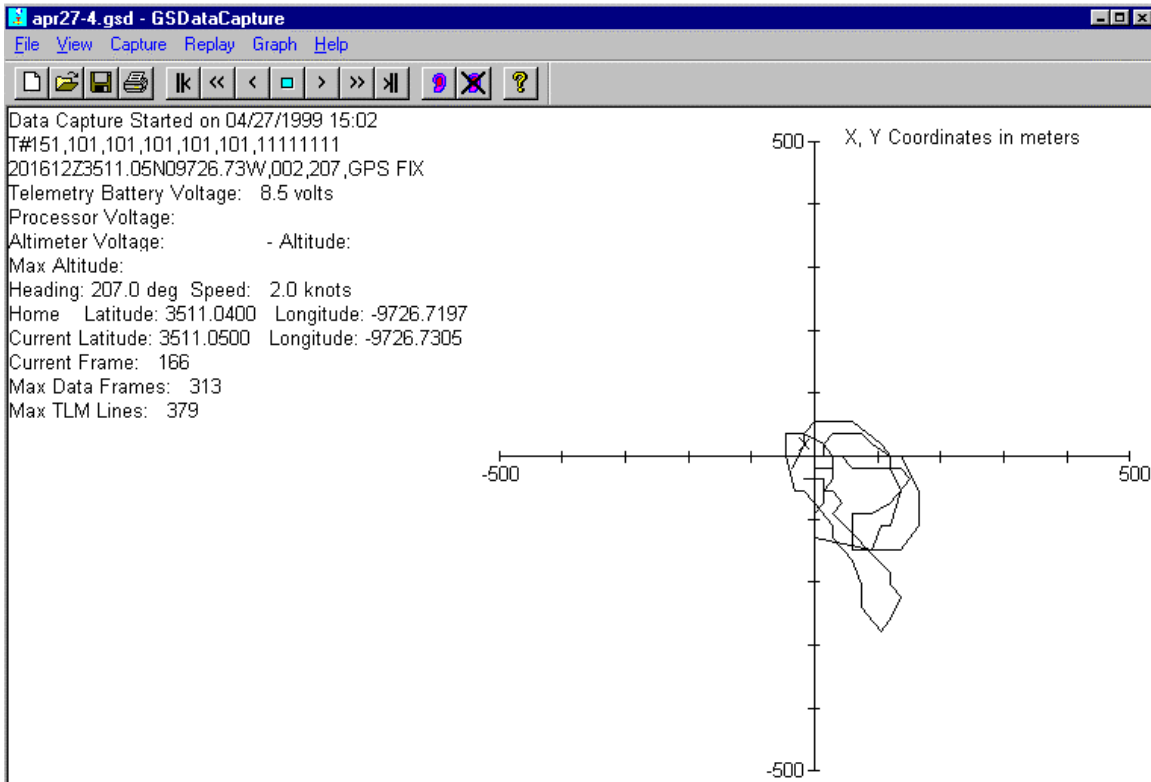 apr27-4.gsd - GSDataCapture
File View Capture Replay Graph Help
Data Capture Started on 04/27/1999 15:02
T#151,101,101,101,101,101,11111111
201612Z3511.05N09726.73W,002,207,GPS FIX
Telemetry Battery Voltage: 8.5 volts
Processor Voltage:
Altimeter Voltage: - Altitude:
Max Altitude:
Heading: 207.0 deg Speed: 2.0 knots
Home Latitude: 3511.0400 Longitude: -9726.7197
Current Latitude: 3511.0500 Longitude: -9726.7305
Current Frame: 166
Max Data Frames: 313
Max TLM Lines: 379
500 X, Y Coordinates in meters
-500 500
-500